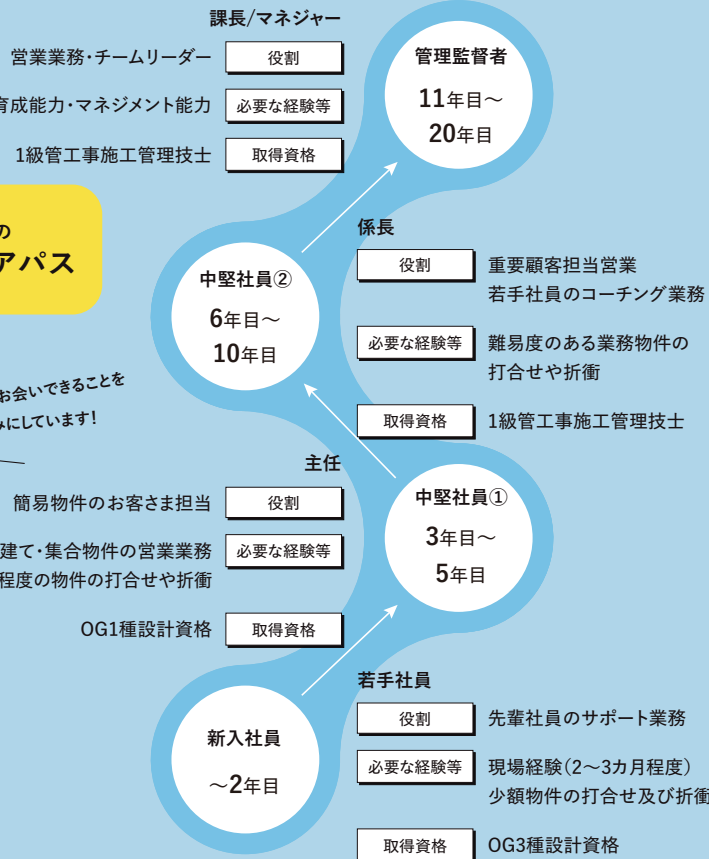 課長/マネジャー
営業業務・チームリーダー 役割
育成能力・マネジメント能力 必要な経験等
1級管工事施工管理技士 取得資格
管理監督者
11年目〜
20年目
の
アパス
中堅社員②
6年目〜
10年目
係長
役割 重要顧客担当営業
若手社員のコーチング業務
必要な経験等 難易度のある業務物件の
打合せや折衝
取得資格 1級管工事施工管理技士
お会いできることを
みにしています!
主任
簡易物件のお客さま担当 役割
建て・集合物件の営業業務 必要な経験等
程度の物件の打合せや折衝
OG1種設計資格 取得資格
中堅社員①
3年目〜
5年目
新入社員
〜2年目
若手社員
役割 先輩社員のサポート業務
必要な経験等 現場経験(2〜3カ月程度)
少額物件の打合せ及び折衝
取得資格 OG3種設計資格